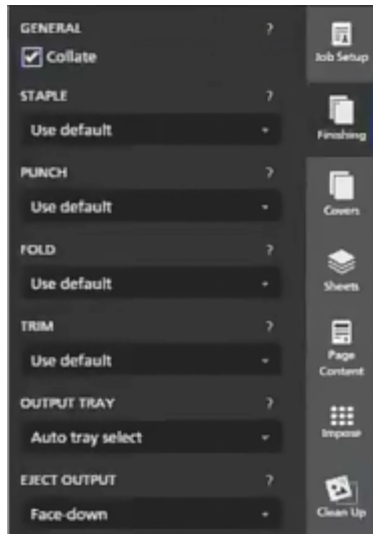 GENERAL ?
Collate
STAPLE ?
Use default
PUNCH ?
Use default
FOLD ?
Use default
TRIM ?
Use default
OUTPUT TRAY ?
Auto tray select
EJECT OUTPUT ?
Face-down
Job Setup
Finishing
Covers
Sheets
Page
Content
Impose
Clean Up